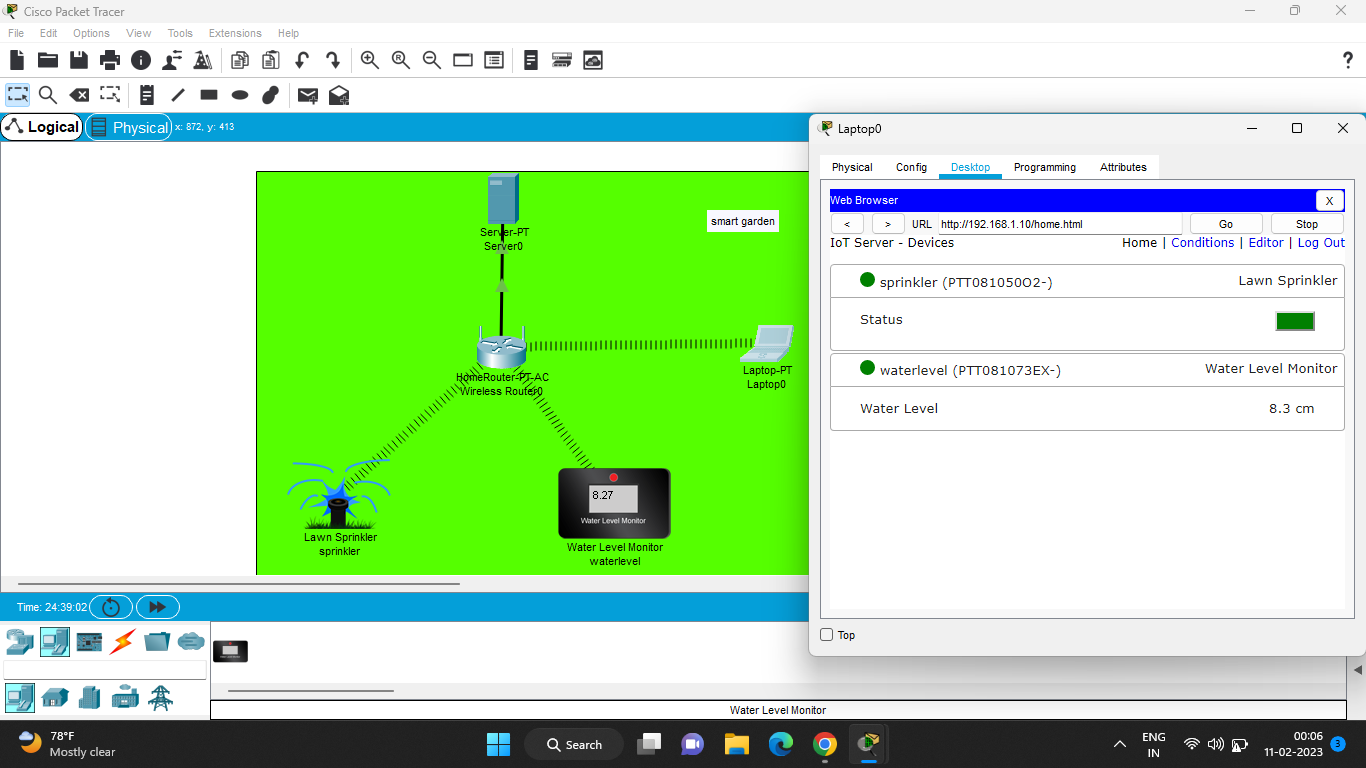 Cisco Packet Tracer
File Edit Options View Tools Extensions Help
Logical Physical x: 872, y: 413
Server-PT
Server0
smart garden
HomeRouter-PT-AC
Wireless Router0
Laptop-PT
Laptop0
Lawn Sprinkler
sprinkler
8.27
Water Level Monitor
Water Level Monitor
waterlevel
Laptop0
Physical Config Desktop Programming Attributes
Web Browser X
< > URL http://192.168.1.10/home.html Go Stop
IoT Server - Devices Home | Conditions | Editor | Log Out
sprinkler (PTT081050O2-) Lawn Sprinkler
Status
waterlevel (PTT081073EX-) Water Level Monitor
Water Level 8.3 cm
Top
Time: 24:39:02
Water Level Monitor
78°F
Mostly clear
Search
ENG
IN
00:06
11-02-2023
3